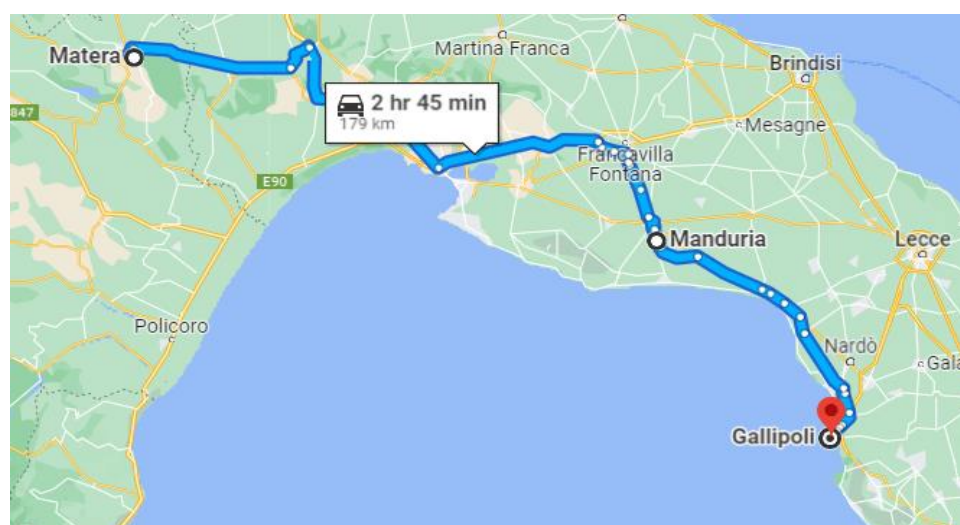 Matera
Martina Franca
Brindisi
2 hr 45 min
179 km
847
Mesagne
Francavilla
Fontana
E90
Manduria
Lecce
Policoro
Nardò
Gala
Gallipoli